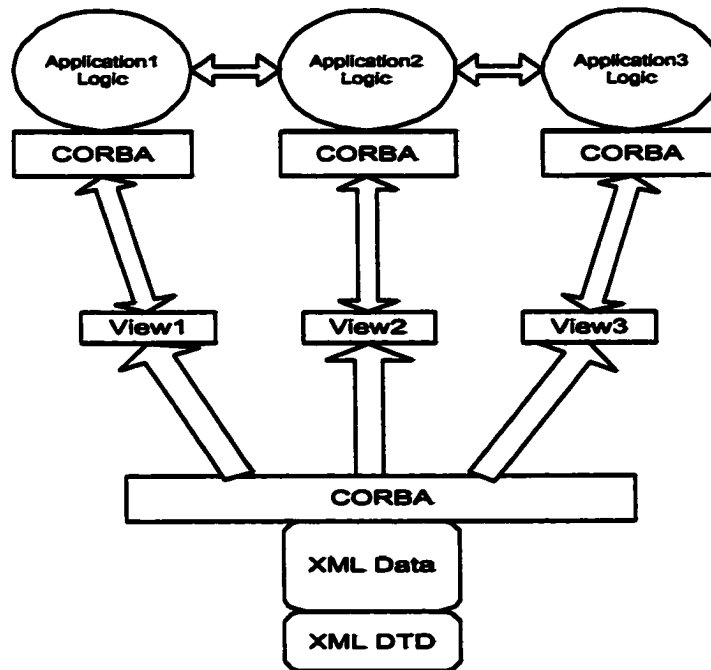 Application1
Logic
Application2
Logic
Application3
Logic
CORBA
CORBA
CORBA
View1
View2
View3
CORBA
XML Data
XML DTD